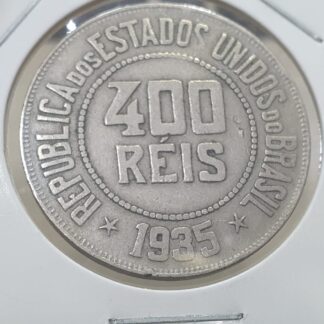 REPUBLICA DOS ESTADOS UNIDOS DO BRASIL
400
RÉIS
1935